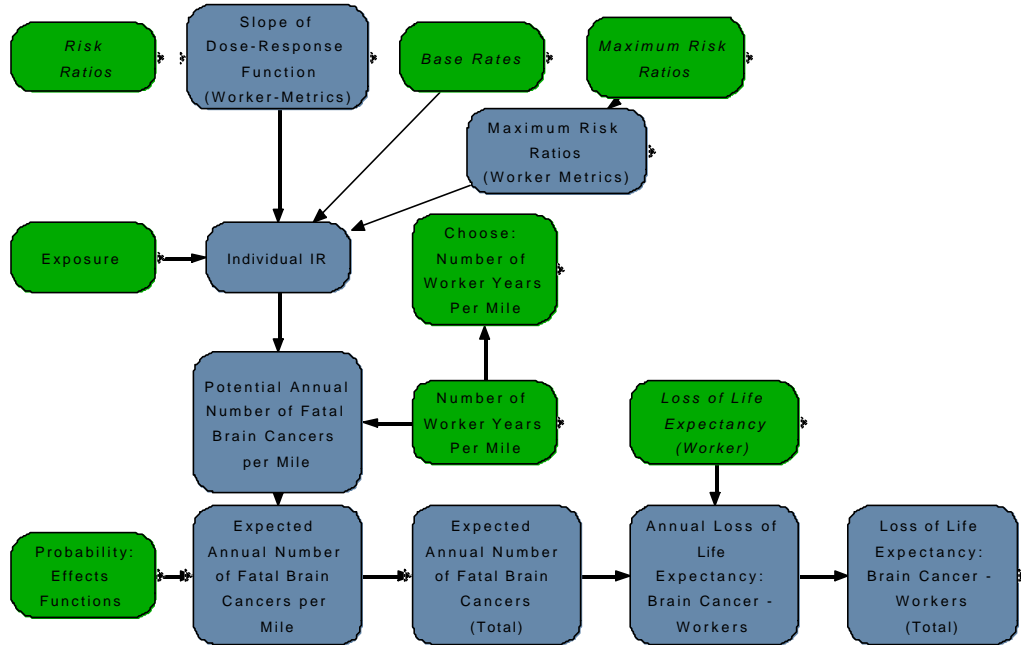 Risk
Ratios
Slope of
Dose-Response
Function
(Worker-Metrics)
Base Rates
Maximum Risk
Ratios
Maximum Risk
Ratios
(Worker Metrics)
Exposure
Individual IR
Choose:
Number of
Worker Years
Per Mile
Potential Annual
Number of Fatal
Brain Cancers
per Mile
Number of
Worker Years
Per Mile
Loss of Life
Expectancy
(Worker)
Probability:
Effects
Functions
Expected
Annual Number
of Fatal Brain
Cancers per
Mile
Expected
Annual Number
of Fatal Brain
Cancers
(Total)
Annual Loss of
Life
Expectancy:
Brain Cancer -
Workers
Loss of Life
Expectancy:
Brain Cancer -
Workers
(Total)